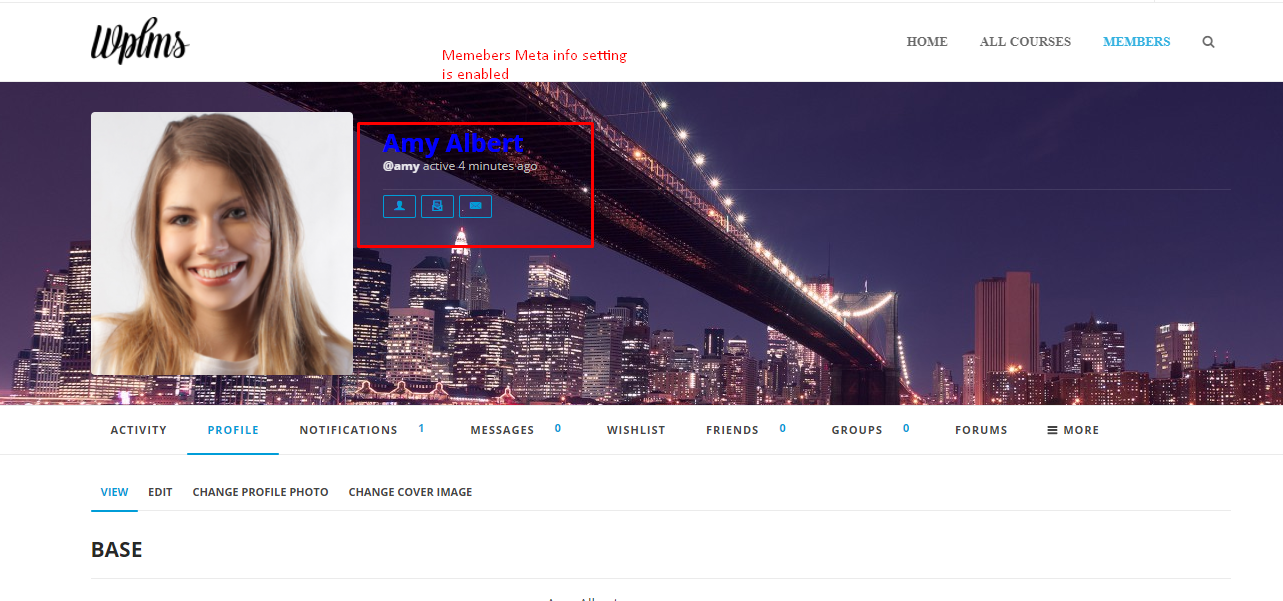 Wplms
Memebers Meta info setting
is enabled
HOME ALL COURSES MEMBERS
Amy Albert
@amy active 4 minutes ago
ACTIVITY PROFILE NOTIFICATIONS 1 MESSAGES 0 WISHLIST FRIENDS 0 GROUPS 0 FORUMS MORE
VIEW EDIT CHANGE PROFILE PHOTO CHANGE COVER IMAGE
BASE